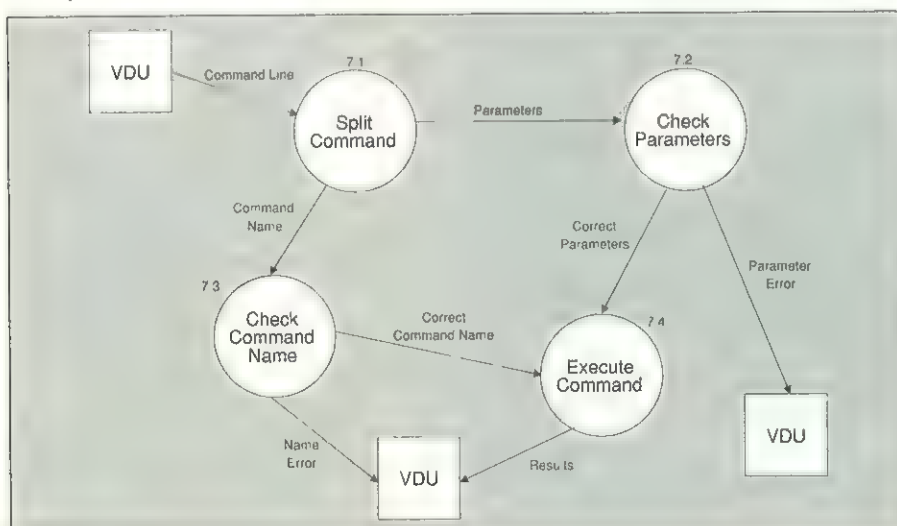 VDU
Command Line
7.1
Split
Command
Parameters
7.2
Check
Parameters
Command
Name
Correct
Parameters
Parameter
Error
7.3
Check
Command
Name
Correct
Command Name
7.4
Execute
Command
VDU
Name
Error
VDU
Results